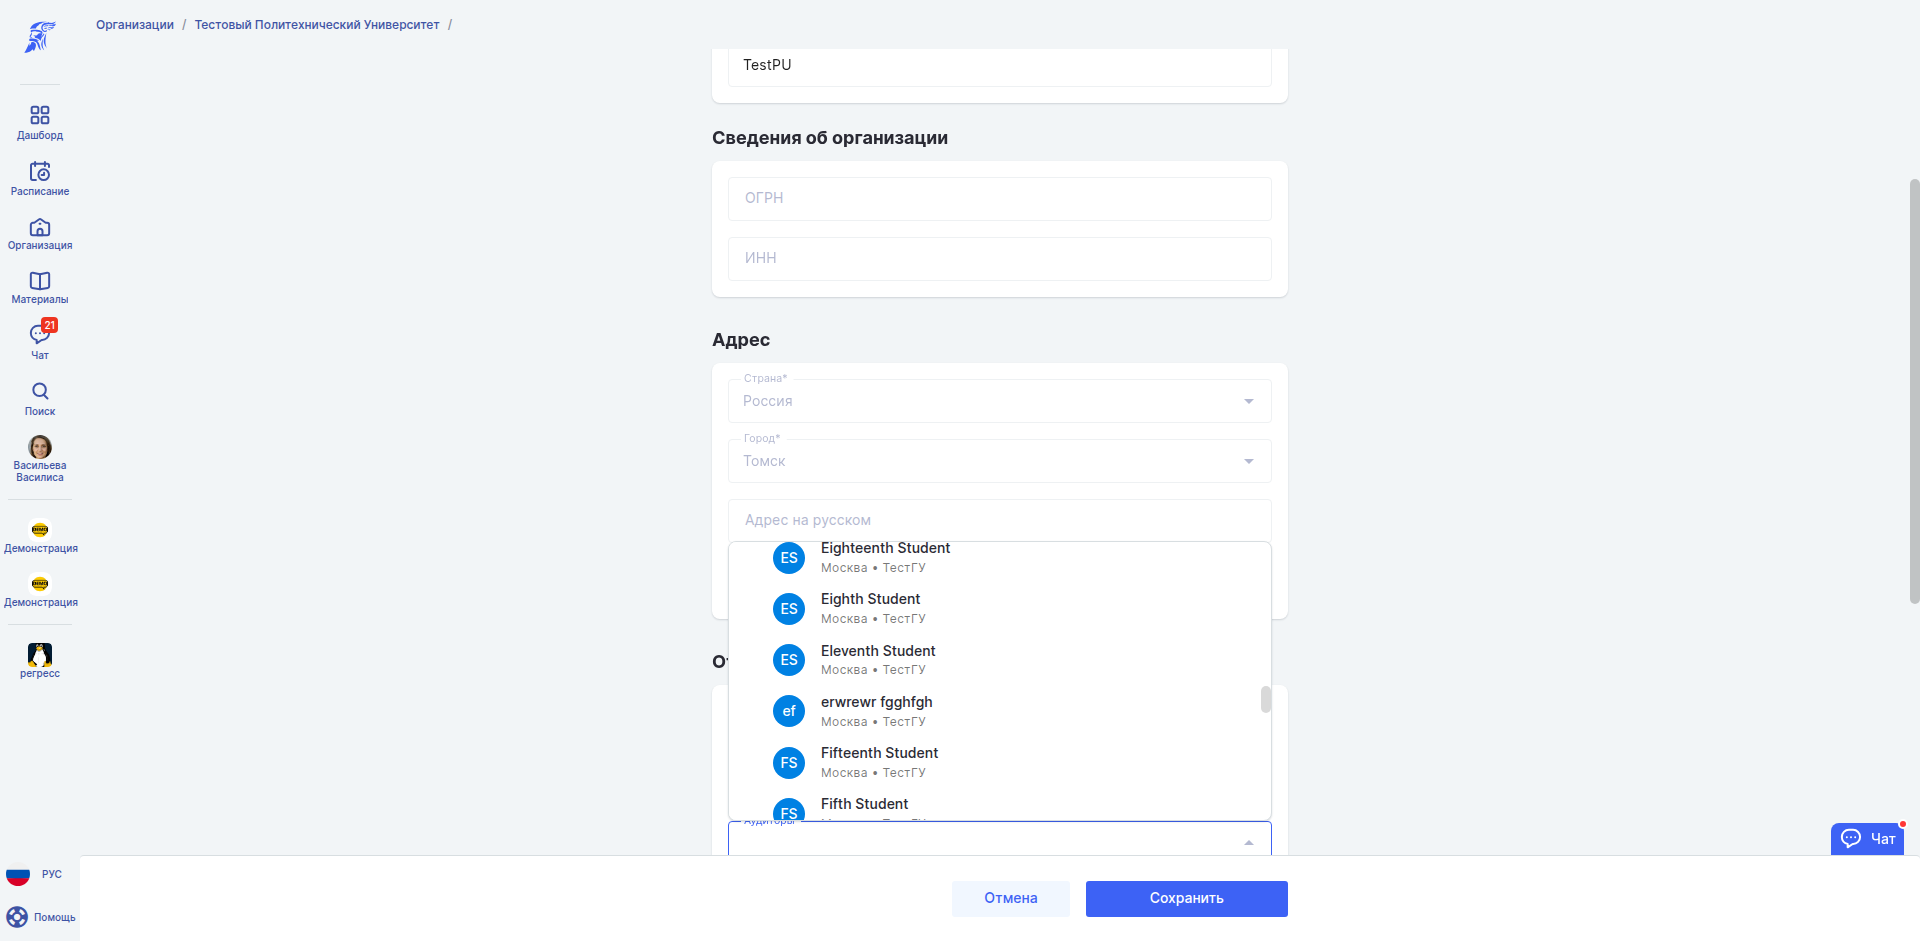 Организации / Тестовый Политехнический Университет /
Дашборд
Расписание
Организация
Материалы
21
Чат
Поиск
Васильева
Василиса
Демонстрация
Демонстрация
регресс
РУС
Помощь
TestPU
Сведения об организации
ОГРН
ИНН
Адрес
Страна*
Россия
Город*
Томск
Адрес на русском
ES
Eighteenth Student
Москва • ТестГУ
ES
Eighth Student
Москва • ТестГУ
ES
Eleventh Student
Москва • ТестГУ
ef
erwrewr fgghfgh
Москва • ТестГУ
FS
Fifteenth Student
Москва • ТестГУ
FS
Fifth Student
Аудиторы
Чат
Отмена
Сохранить